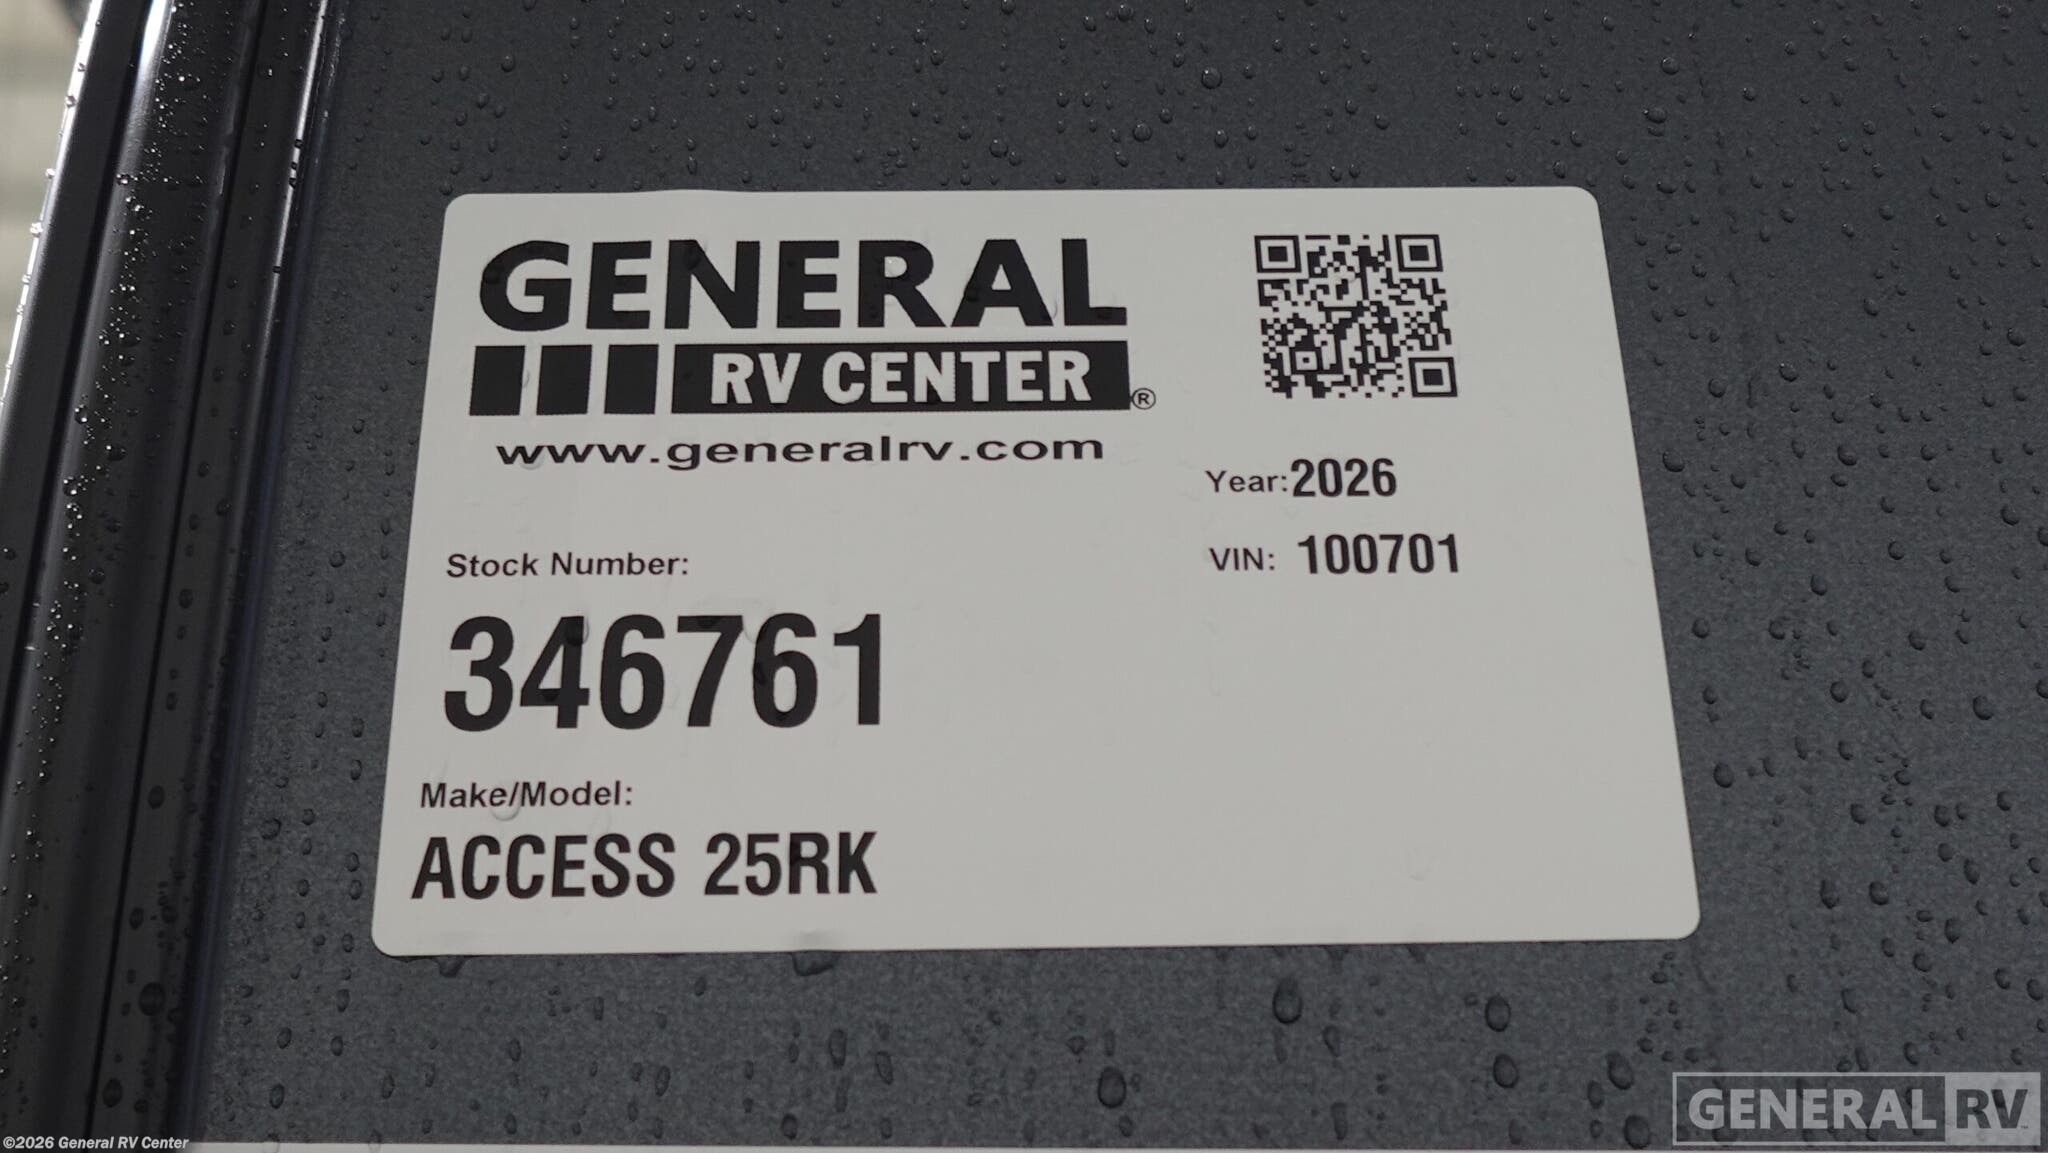 GENERAL
RV CENTER®
www.generalrv.com
Year: 2026
VIN: 100701
Stock Number:
346761
Make/Model:
ACCESS 25RK
GENERAL RV
©2026 General RV Center